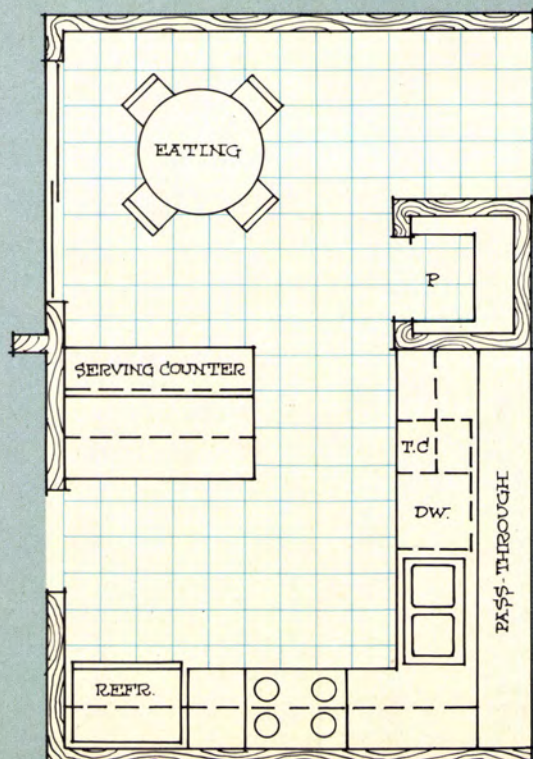 EATING
P
SERVING COUNTER
T.C
DW.
PASS-THROUGH
REFR.